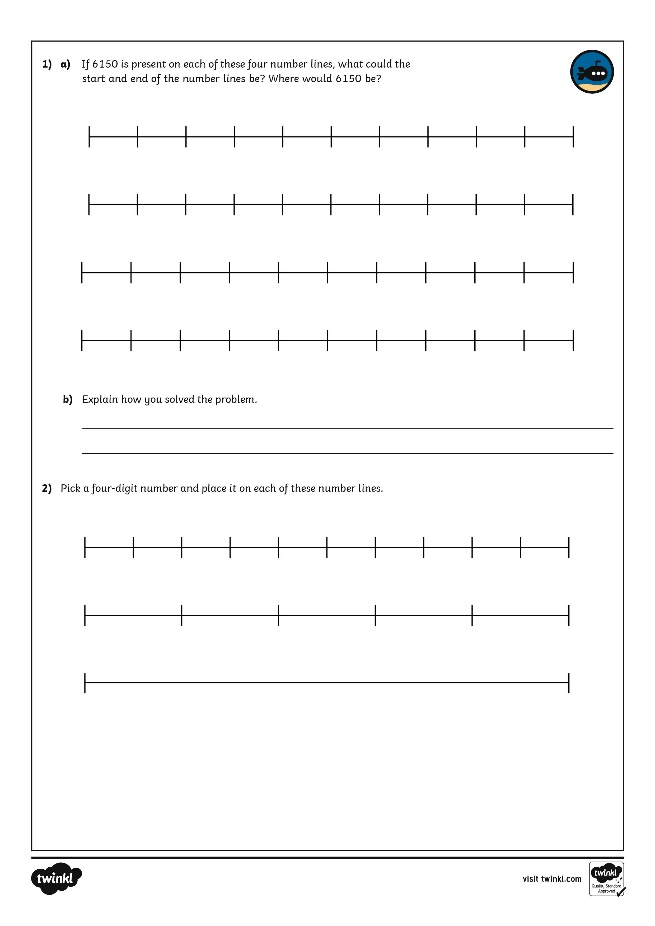 1) a) If 6150 is present on each of these four number lines, what could the
start and end of the number lines be? Where would 6150 be?
b) Explain how you solved the problem.
2) Pick a four-digit number and place it on each of these number lines.
twinkl
visit twinkl.com
twinkl
Quality Standard
Approved